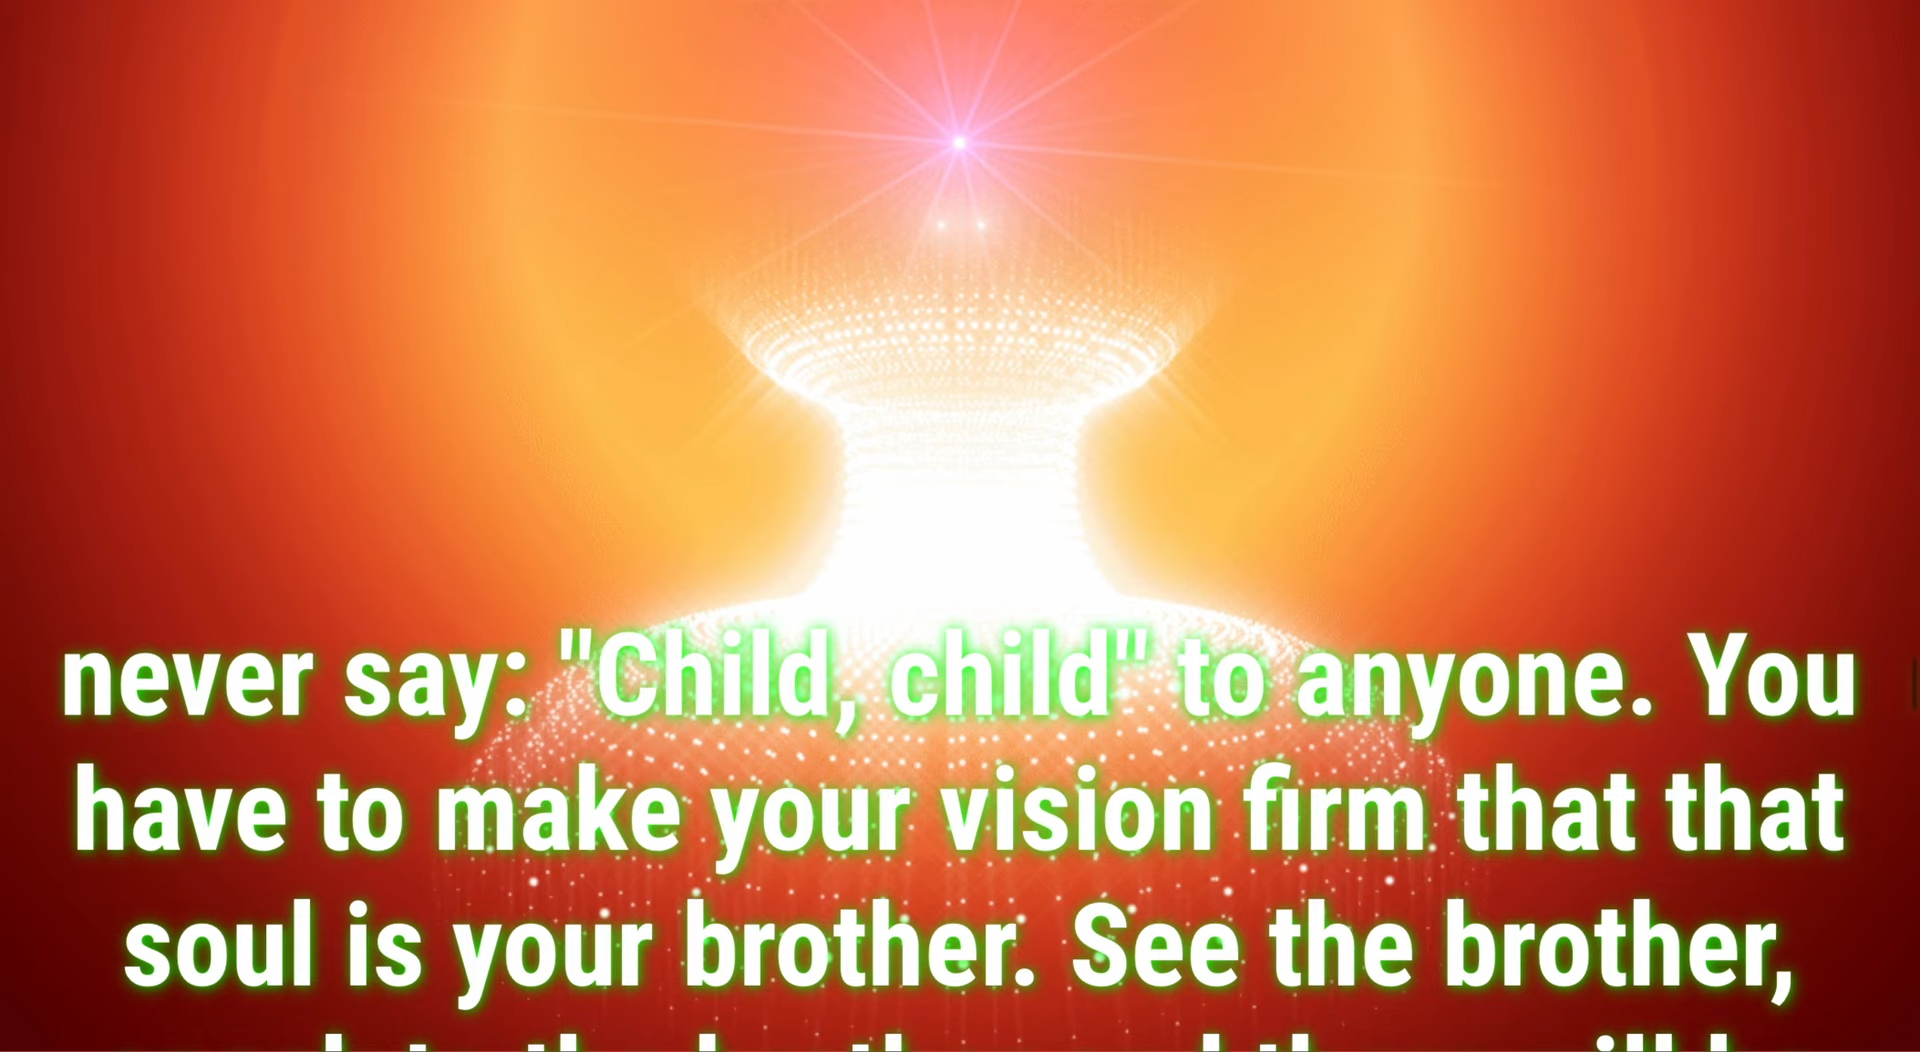 never say: "Child, child" to anyone. You
have to make your vision firm that that
soul is your brother. See the brother,